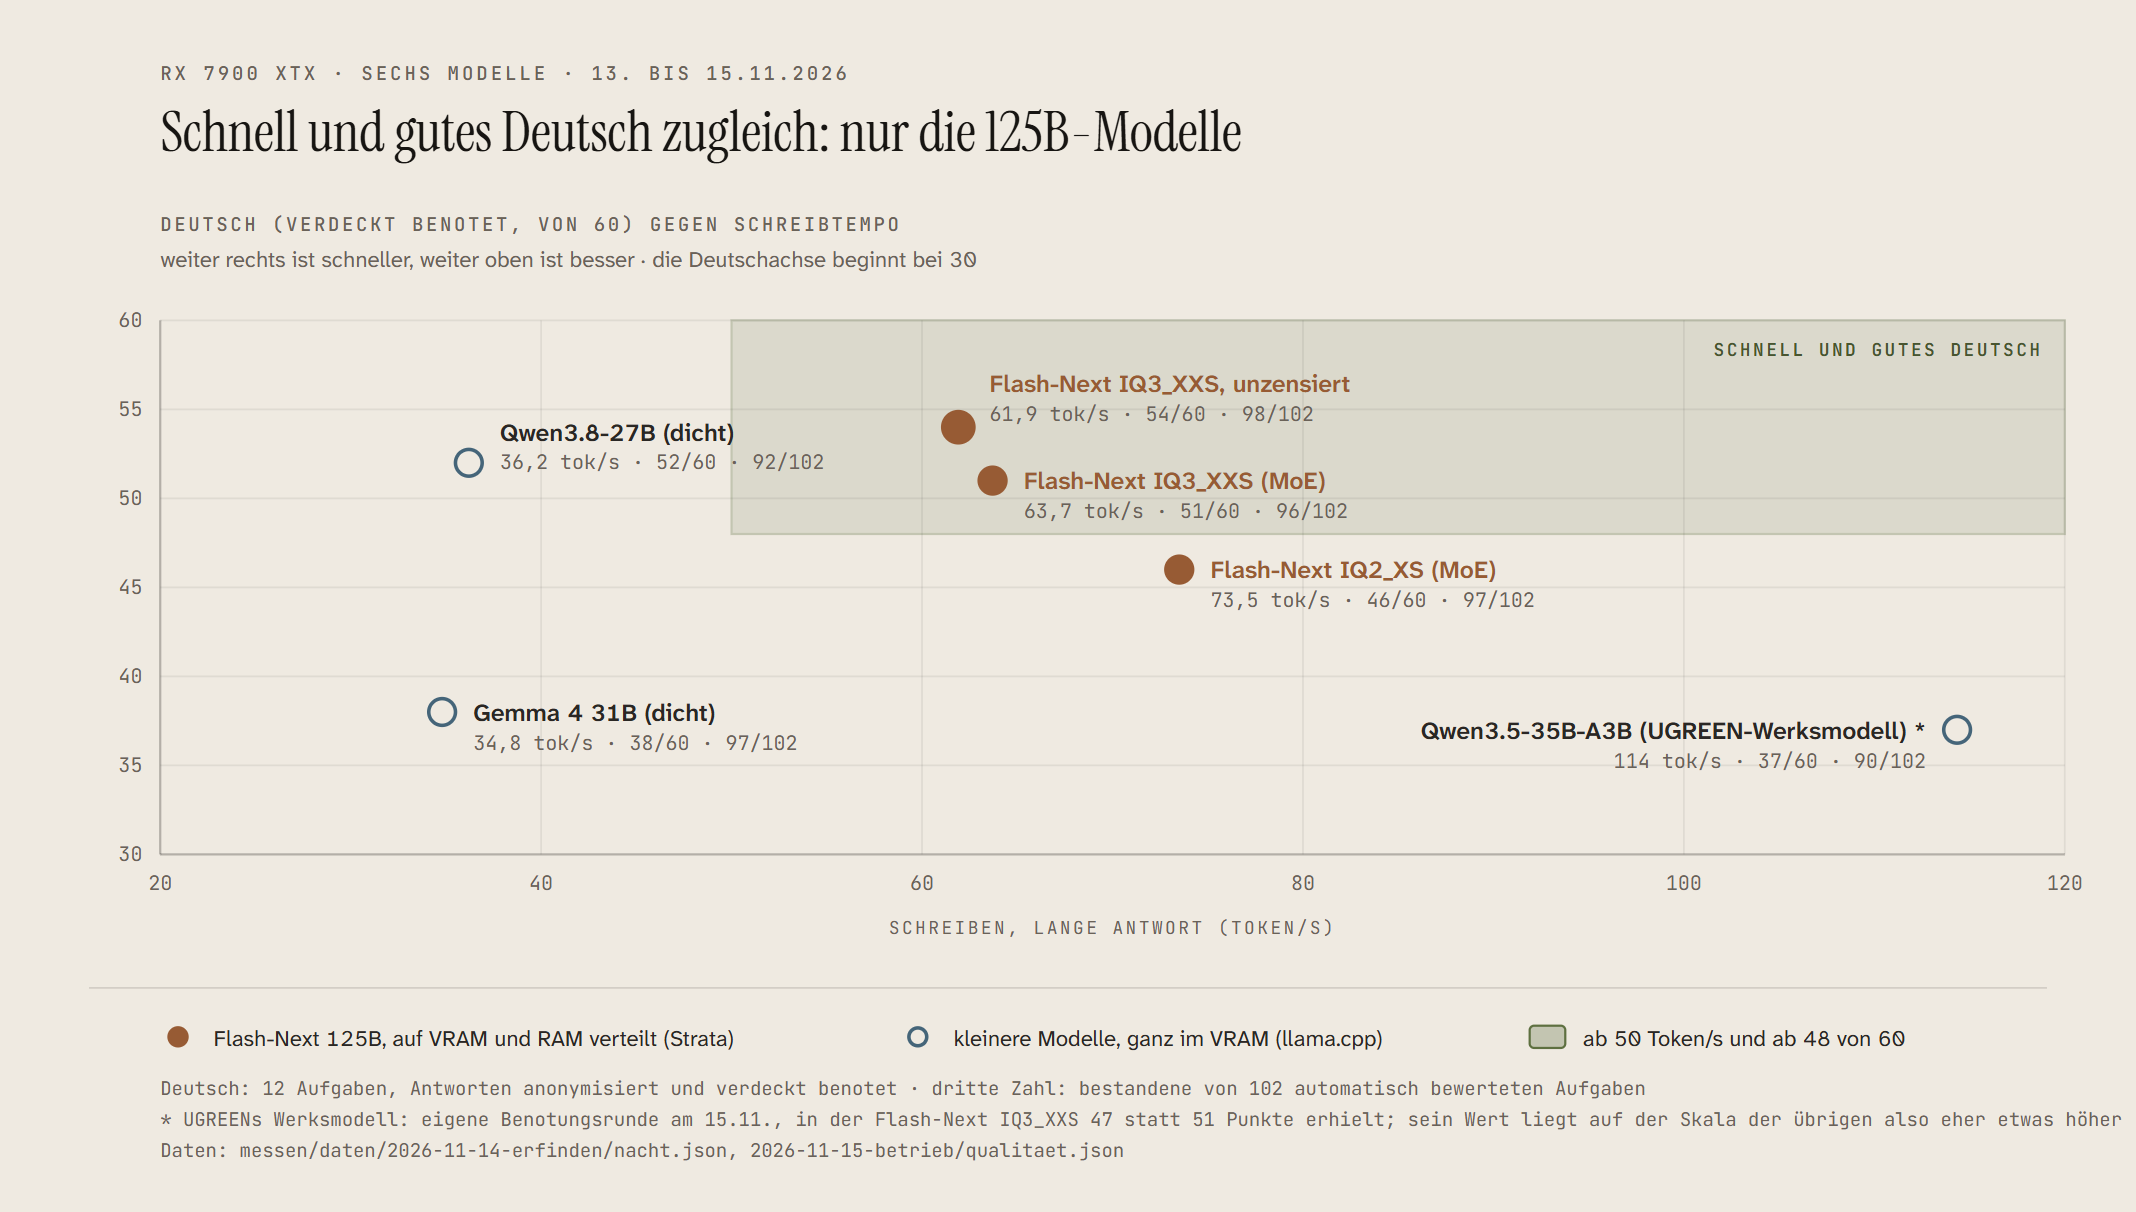 RX 7900 XTX · SECHS MODELLE · 13. BIS 15.11.2026
Schnell und gutes Deutsch zugleich: nur die 125B-Modelle
DEUTSCH (VERDECKT BENOTET, VON 60) GEGEN SCHREIBTEMPO
weiter rechts ist schneller, weiter oben ist besser · die Deutschachse beginnt bei 30
60
SCHNELL UND GUTES DEUTSCH
Flash-Next IQ3_XXS, unzensiert
61,9 tok/s · 54/60 · 98/102
55
Qwen3.8-27B (dicht)
36,2 tok/s · 52/60 · 92/102
Flash-Next IQ3_XXS (MoE)
63,7 tok/s · 51/60 · 96/102
50
Flash-Next IQ2_XS (MoE)
73,5 tok/s · 46/60 · 97/102
45
40
Gemma 4 31B (dicht)
34,8 tok/s · 38/60 · 97/102
Qwen3.5-35B-A3B (UGREEN-Werksmodell) *
114 tok/s · 37/60 · 90/102
35
30
20 40 60 80 100 120
SCHREIBEN, LANGE ANTWORT (TOKEN/S)
Flash-Next 125B, auf VRAM und RAM verteilt (Strata)
kleinere Modelle, ganz im VRAM (llama.cpp)
ab 50 Token/s und ab 48 von 60
Deutsch: 12 Aufgaben, Antworten anonymisiert und verdeckt benotet · dritte Zahl: bestandene von 102 automatisch bewerteten Aufgaben
* UGREENs Werksmodell: eigene Benotungsrunde am 15.11., in der Flash-Next IQ3_XXS 47 statt 51 Punkte erhielt; sein Wert liegt auf der Skala der übrigen also eher etwas höher
Daten: messen/daten/2026-11-14-erfinden/nacht.json, 2026-11-15-betrieb/qualitaet.json